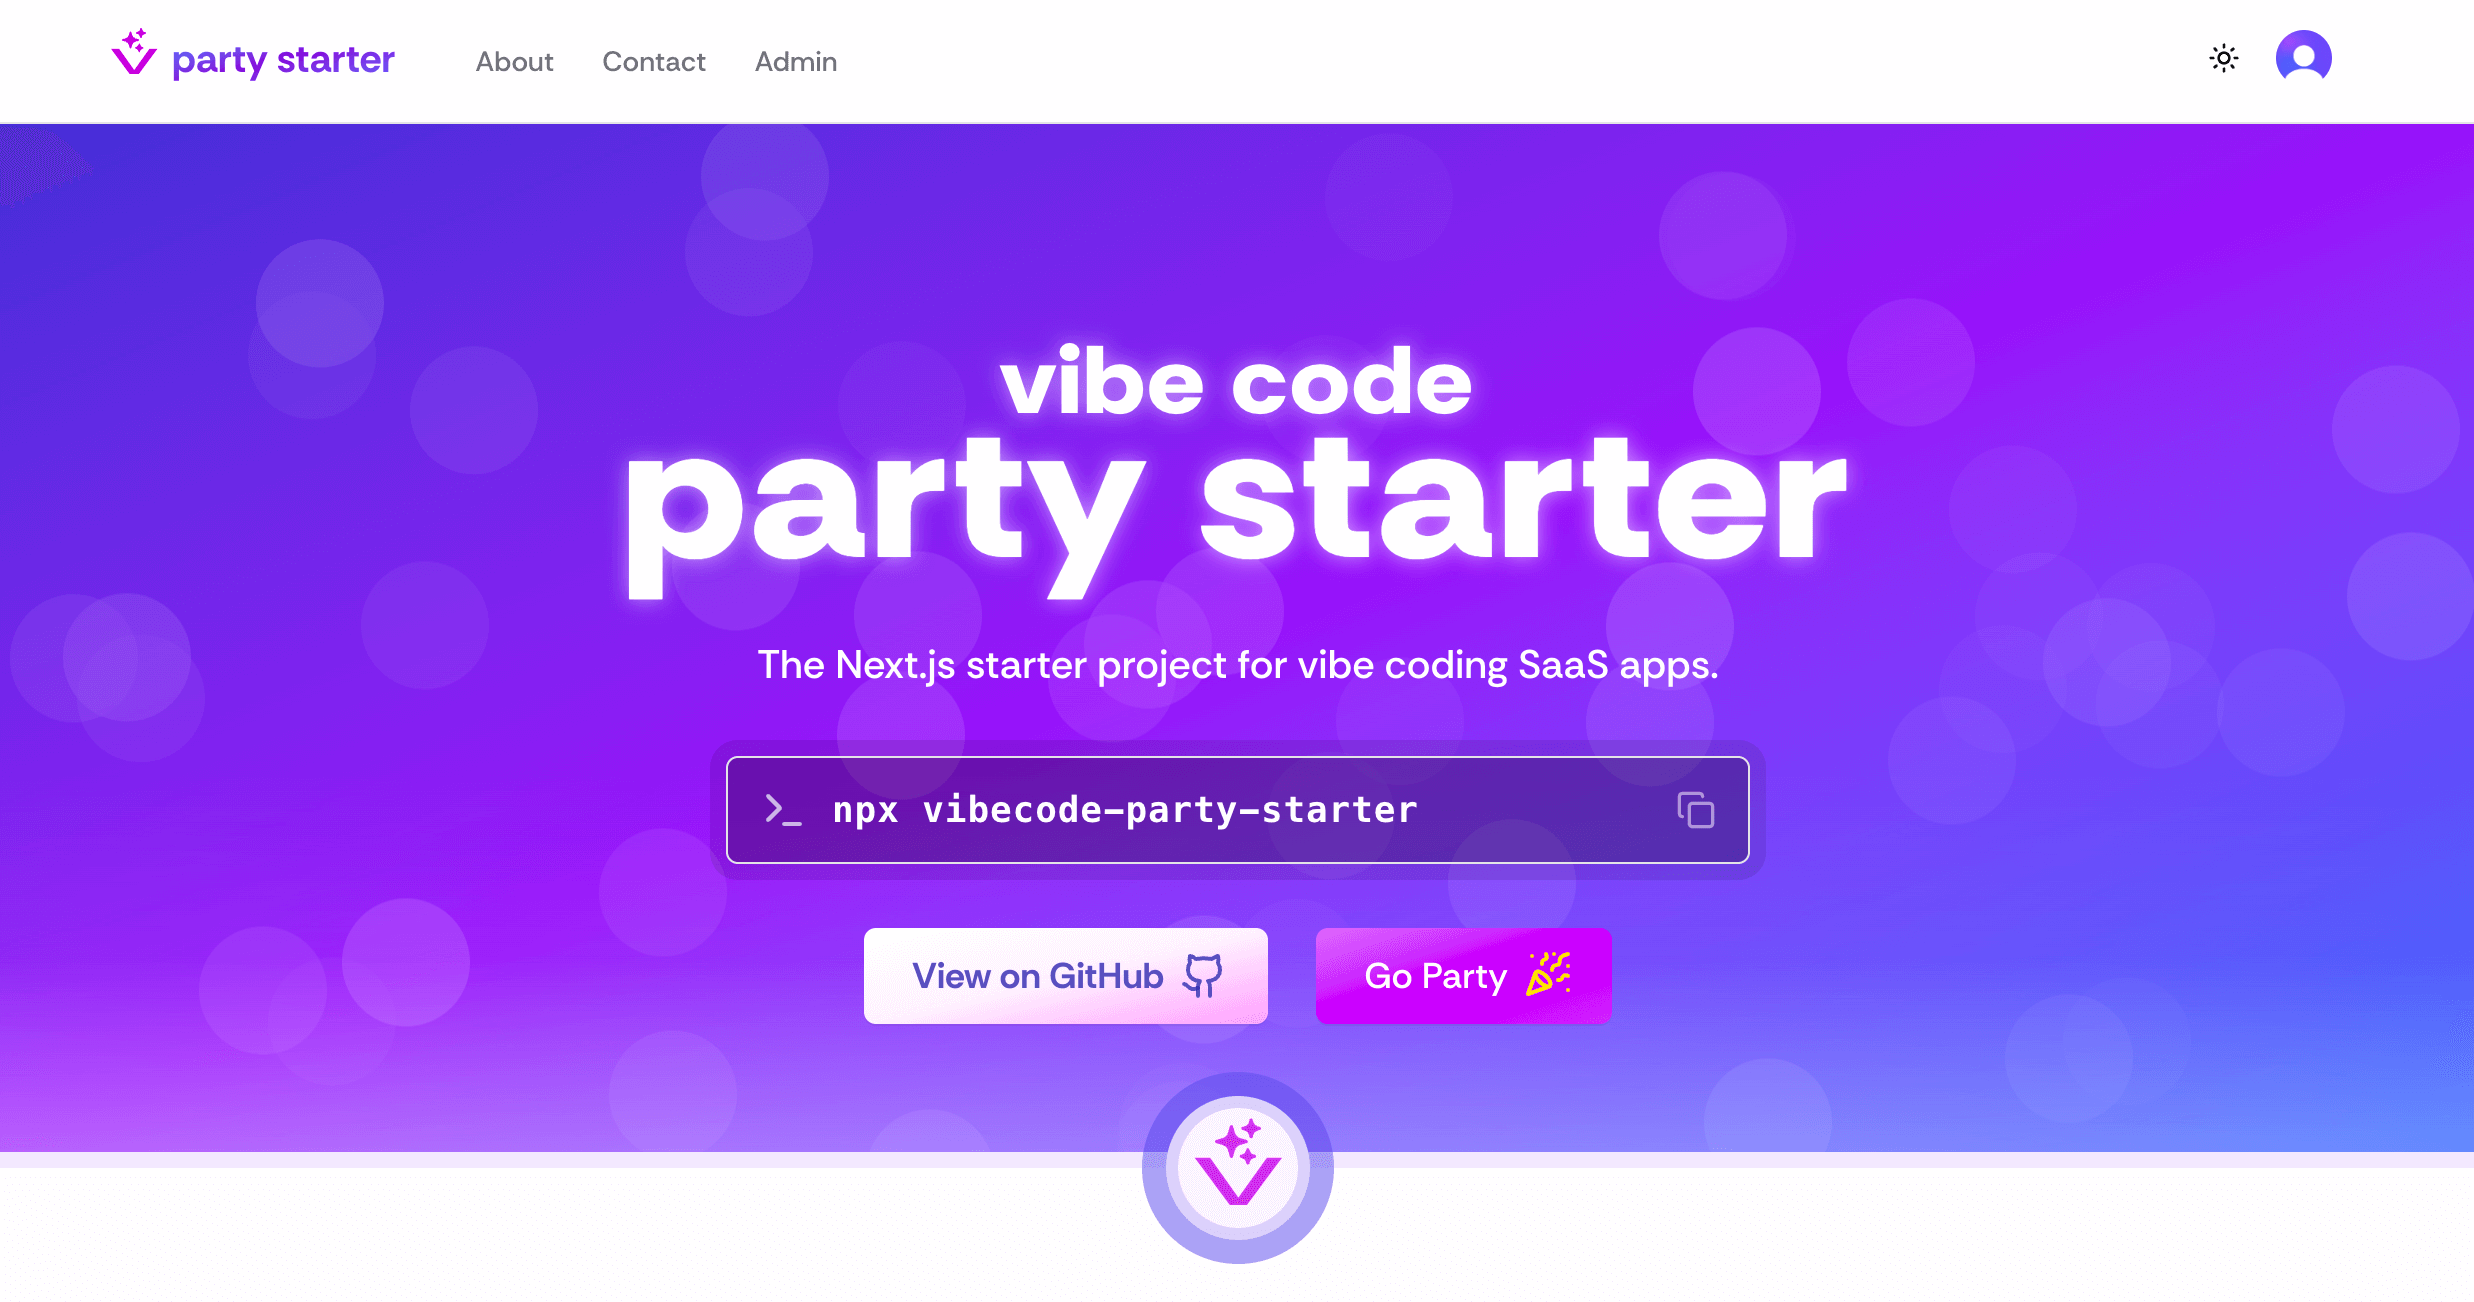 party starter
About
Contact
Admin
vibe code
party starter
The Next.js starter project for vibe coding SaaS apps.
npx vibecode-party-starter
View on GitHub
Go Party